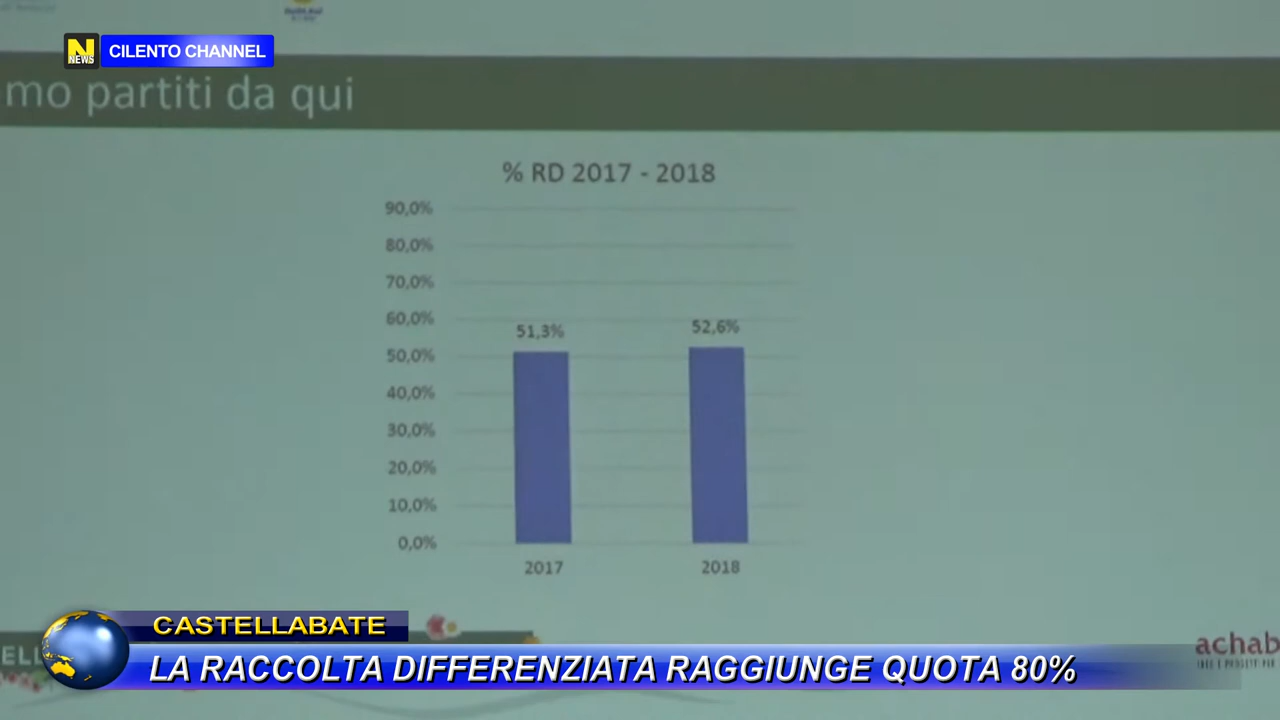 N
NEWS
CILENTO CHANNEL
mo partiti da qui
% RD 2017 - 2018
90,0%
80,0%
70,0%
60,0%
50,0%
40,0%
30,0%
20,0%
10,0%
0,0%
51,3%
52,6%
2017
2018
CASTELLABATE
ELL
achab
LA RACCOLTA DIFFERENZIATA RAGGIUNGE QUOTA 80%